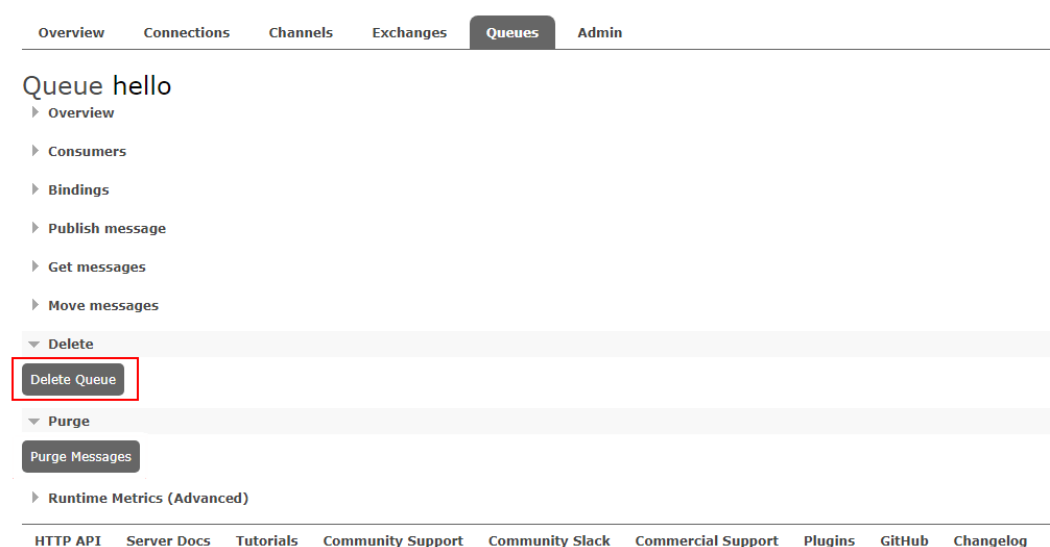 Overview Connections Channels Exchanges Queues Admin
Queue hello
Overview
Consumers
Bindings
Publish message
Get messages
Move messages
Delete
Delete Queue
Purge
Purge Messages
Runtime Metrics (Advanced)
HTTP API Server Docs Tutorials Community Support Community Slack Commercial Support Plugins GitHub Changelog